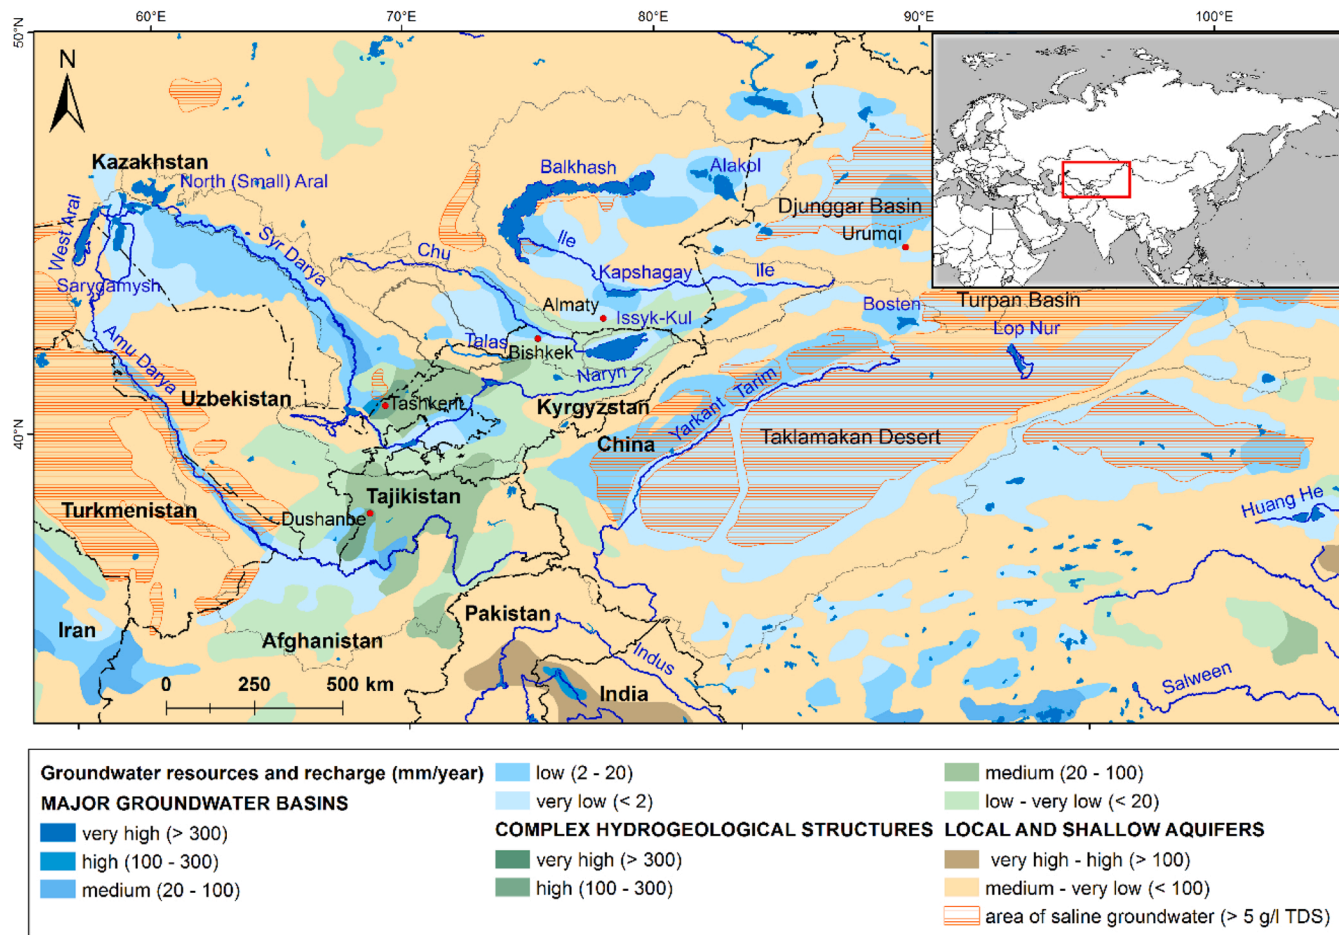 60°E 70°E 80°E 90°E 100°E
50°N
N
Kazakhstan
North (Small) Aral
Balkhash
Alakol
Djunggar Basin
Urumqi
West Aral
Syr Darya
Chu
Ile
Kapshagay
Ile
Sarygamysh
Almaty
Issyk-Kul
Bosten
Turpan Basin
Lop Nur
Talas
Bishkek
Naryn
Amu Darya
Uzbekistan
Tashkent
Kyrgyzstan
Yarkant Tarim
40°N
China
Taklamakan Desert
Tajikistan
Turkmenistan
Dushanbe
Huang He
Pakistan
Iran
Afghanistan
Indus
India
Salween
0 250 500 km
Groundwater resources and recharge (mm/year)
MAJOR GROUNDWATER BASINS
very high (> 300)
high (100 - 300)
medium (20 - 100)
low (2 - 20)
very low (< 2)
COMPLEX HYDROGEOLOGICAL STRUCTURES
very high (> 300)
high (100 - 300)
medium (20 - 100)
low - very low (< 20)
LOCAL AND SHALLOW AQUIFERS
very high - high (> 100)
medium - very low (< 100)
area of saline groundwater (> 5 g/l TDS)